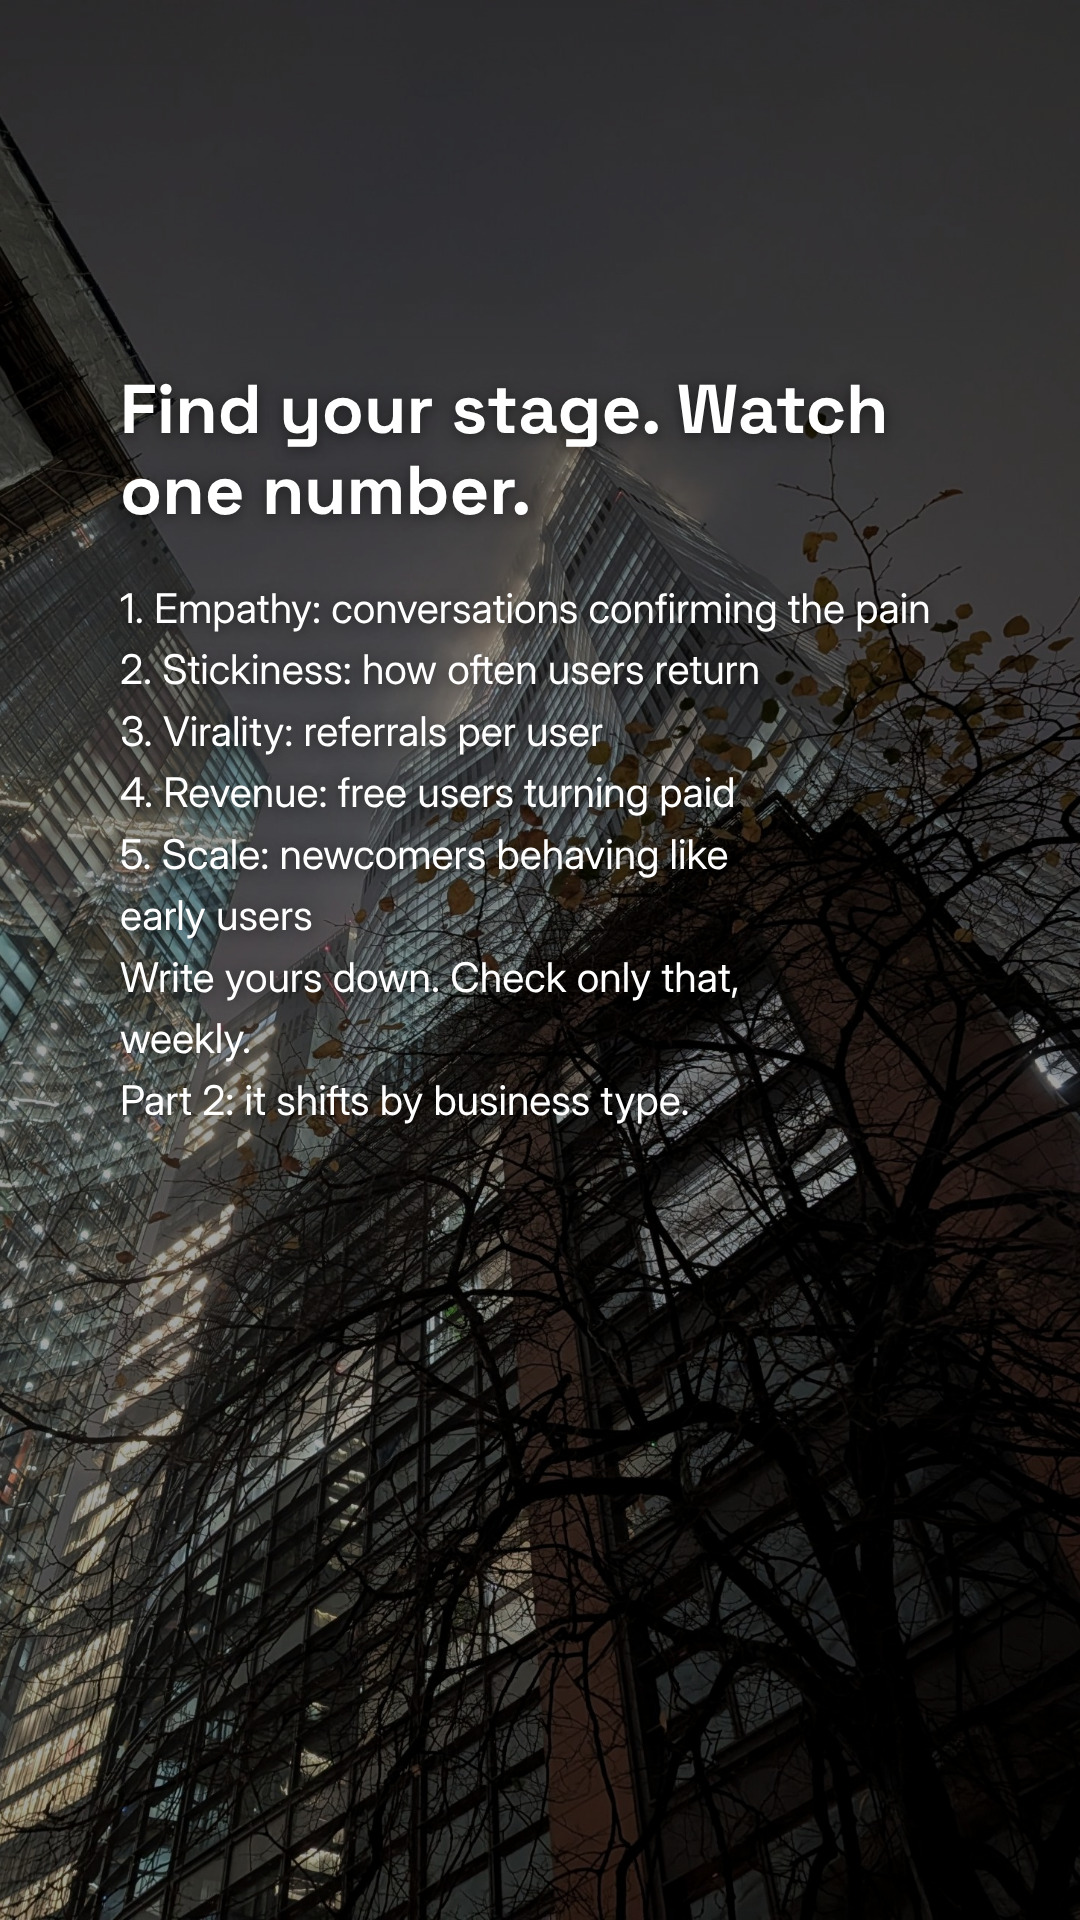 Find your stage. Watch
one number.
1. Empathy: conversations confirming the pain
2. Stickiness: how often users return
3. Virality: referrals per user
4. Revenue: free users turning paid
5. Scale: newcomers behaving like
early users
Write yours down. Check only that,
weekly.
Part 2: it shifts by business type.